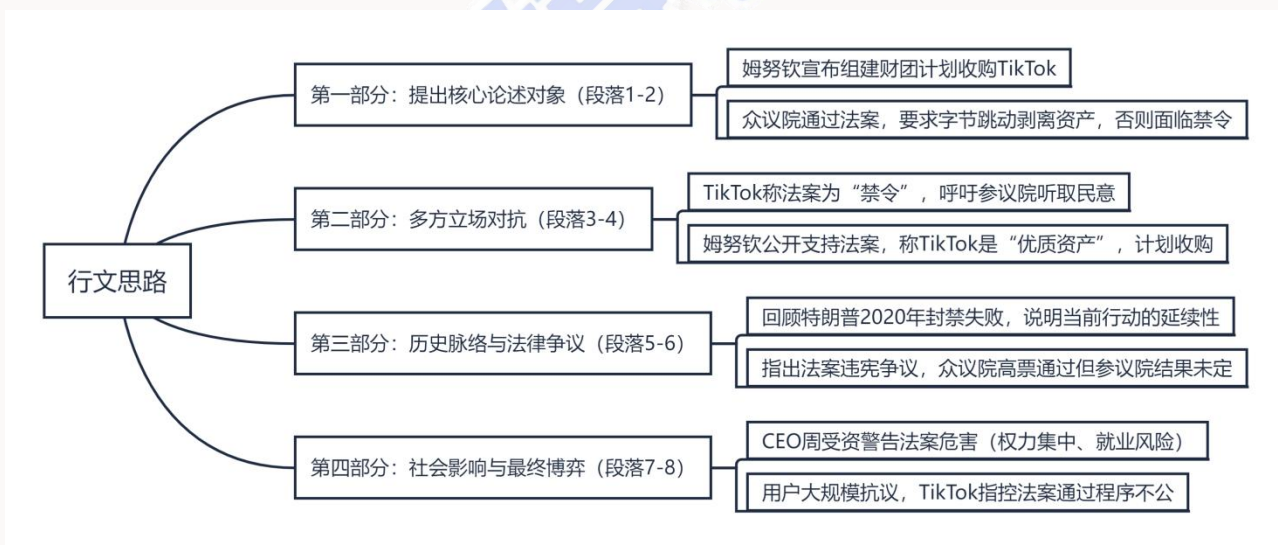 行文思路
第一部分：提出核心论述对象（段落1-2）
姆努钦宣布组建财团计划收购TikTok
众议院通过法案，要求字节跳动剥离资产，否则面临禁令
第二部分：多方立场对抗（段落3-4）
TikTok称法案为“禁令”，呼吁参议院听取民意
姆努钦公开支持法案，称TikTok是“优质资产”，计划收购
第三部分：历史脉络与法律争议（段落5-6）
回顾特朗普2020年封禁失败，说明当前行动的延续性
指出法案违宪争议，众议院高票通过但参议院结果未定
第四部分：社会影响与最终博弈（段落7-8）
CEO周受资警告法案危害（权力集中、就业风险）
用户大规模抗议，TikTok指控法案通过程序不公